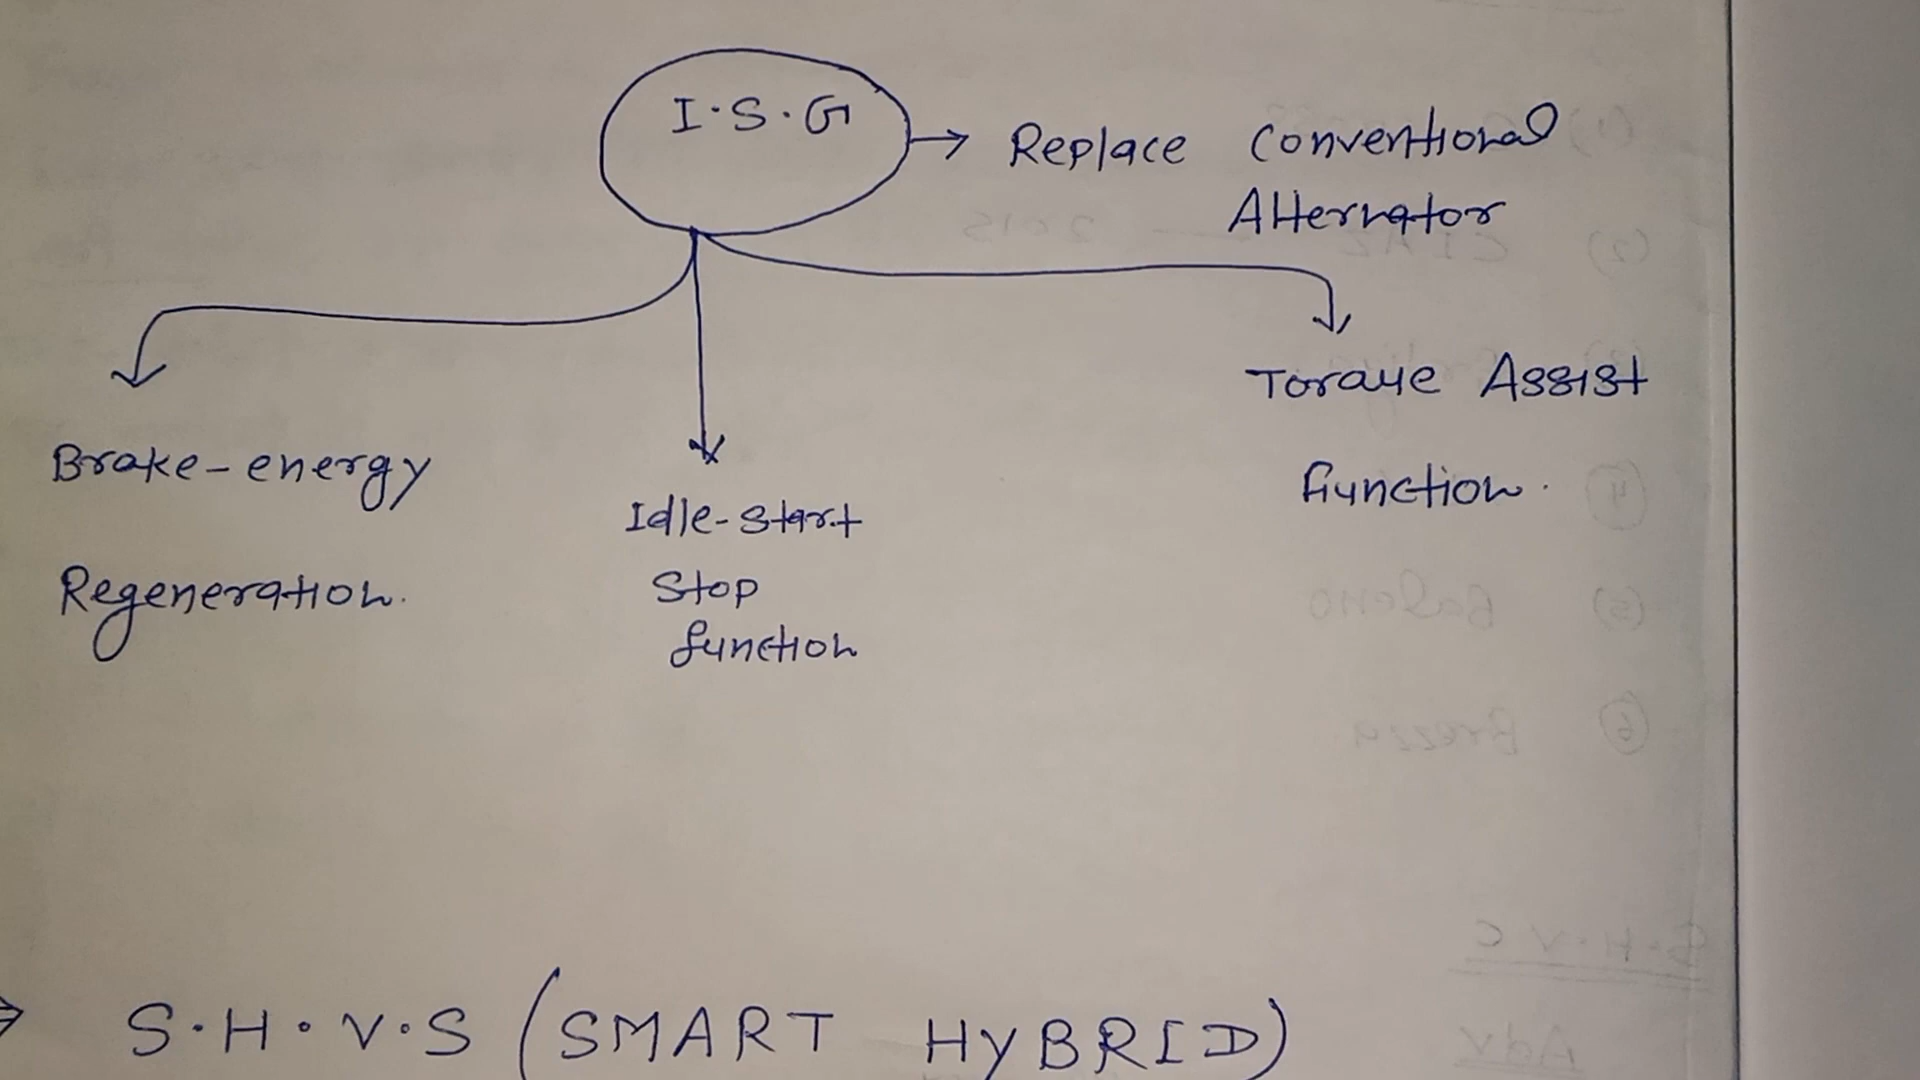 I.S.G
→ Replace Conventional
Alternator
Torque Assist
Function.
Brake-energy
Regeneration.
Idle-start
Stop
function
S.H.V.S (SMART HYBRID)